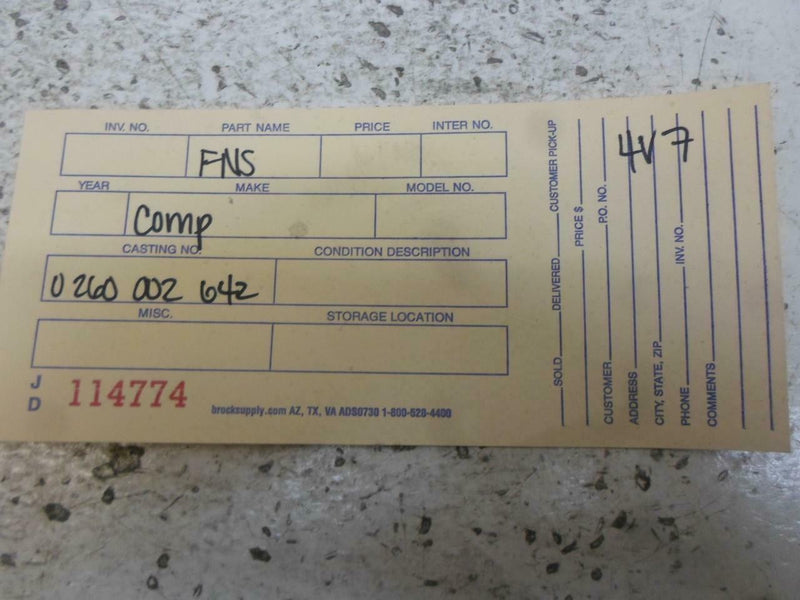 INV. NO. PART NAME PRICE INTER NO.
FNS
YEAR MAKE MODEL NO.
Comp
CASTING NO. CONDITION DESCRIPTION
0 260 002 642
MISC. STORAGE LOCATION
J D 114774
brocksupply.com AZ, TX, VA ADS0730 1-800-528-4400
SOLD DELIVERED CUSTOMER PICK-UP
PRICE $
CUSTOMER P.O. NO.
ADDRESS
CITY, STATE, ZIP
PHONE INV. NO.
COMMENTS
4V7